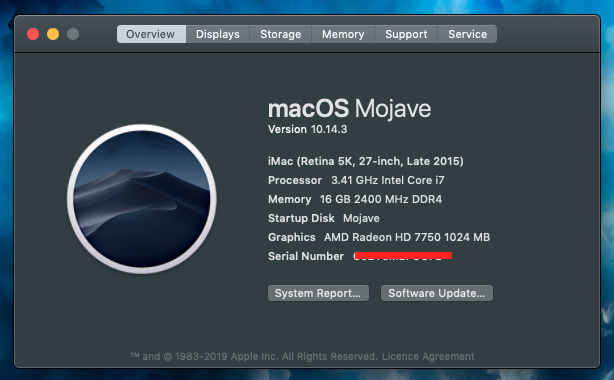 Overview Displays Storage Memory Support Service
macOS Mojave
Version 10.14.3
iMac (Retina 5K, 27-inch, Late 2015)
Processor 3.41 GHz Intel Core i7
Memory 16 GB 2400 MHz DDR4
Startup Disk Mojave
Graphics AMD Radeon HD 7750 1024 MB
Serial Number
System Report... Software Update...
™ and © 1983-2019 Apple Inc. All Rights Reserved. Licence Agreement